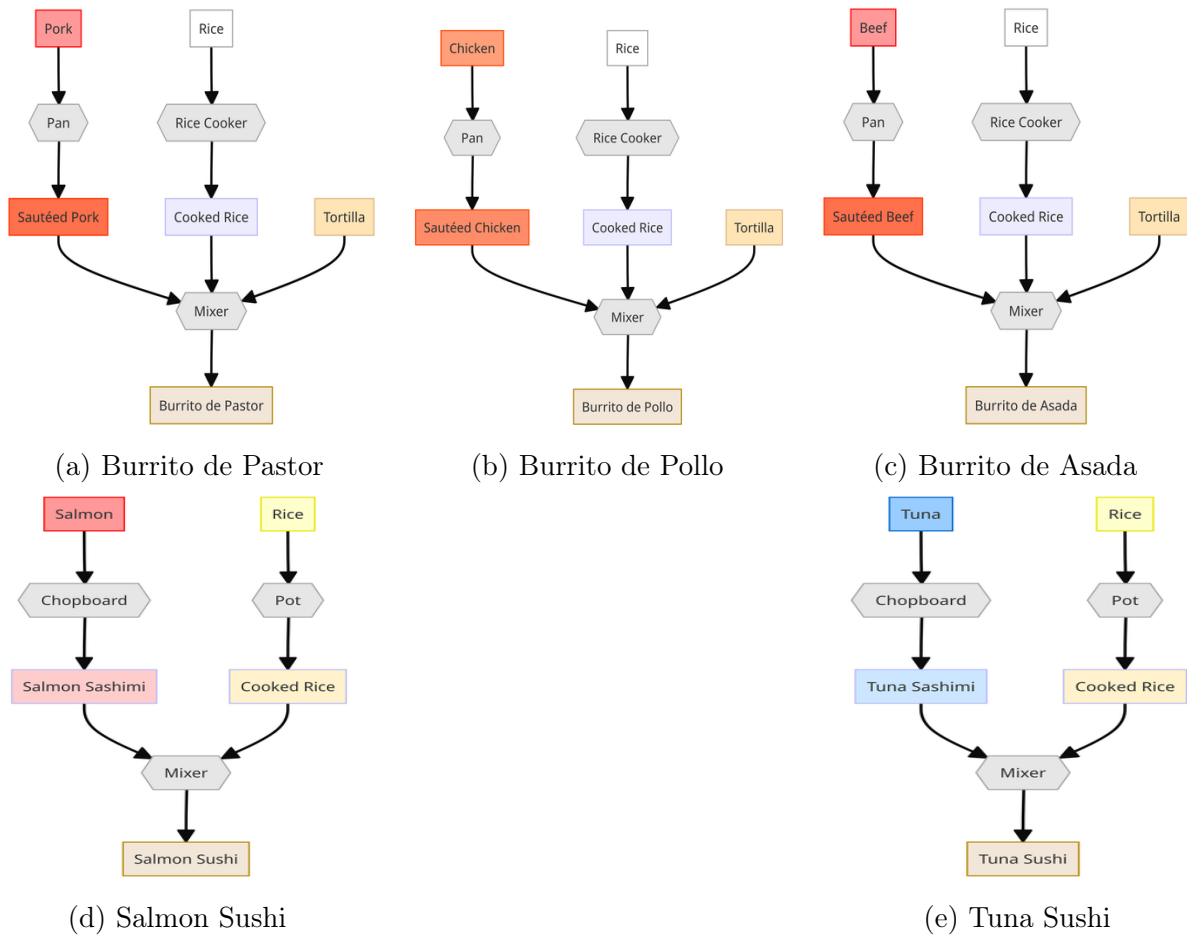 Pork
Rice
Pan
Rice Cooker
Sautéed Pork
Cooked Rice
Tortilla
Mixer
Burrito de Pastor
(a) Burrito de Pastor
Chicken
Rice
Pan
Rice Cooker
Sautéed Chicken
Cooked Rice
Tortilla
Mixer
Burrito de Pollo
(b) Burrito de Pollo
Beef
Rice
Pan
Rice Cooker
Sautéed Beef
Cooked Rice
Tortilla
Mixer
Burrito de Asada
(c) Burrito de Asada
Salmon
Rice
Chopboard
Pot
Salmon Sashimi
Cooked Rice
Mixer
Salmon Sushi
(d) Salmon Sushi
Tuna
Rice
Chopboard
Pot
Tuna Sashimi
Cooked Rice
Mixer
Tuna Sushi
(e) Tuna Sushi